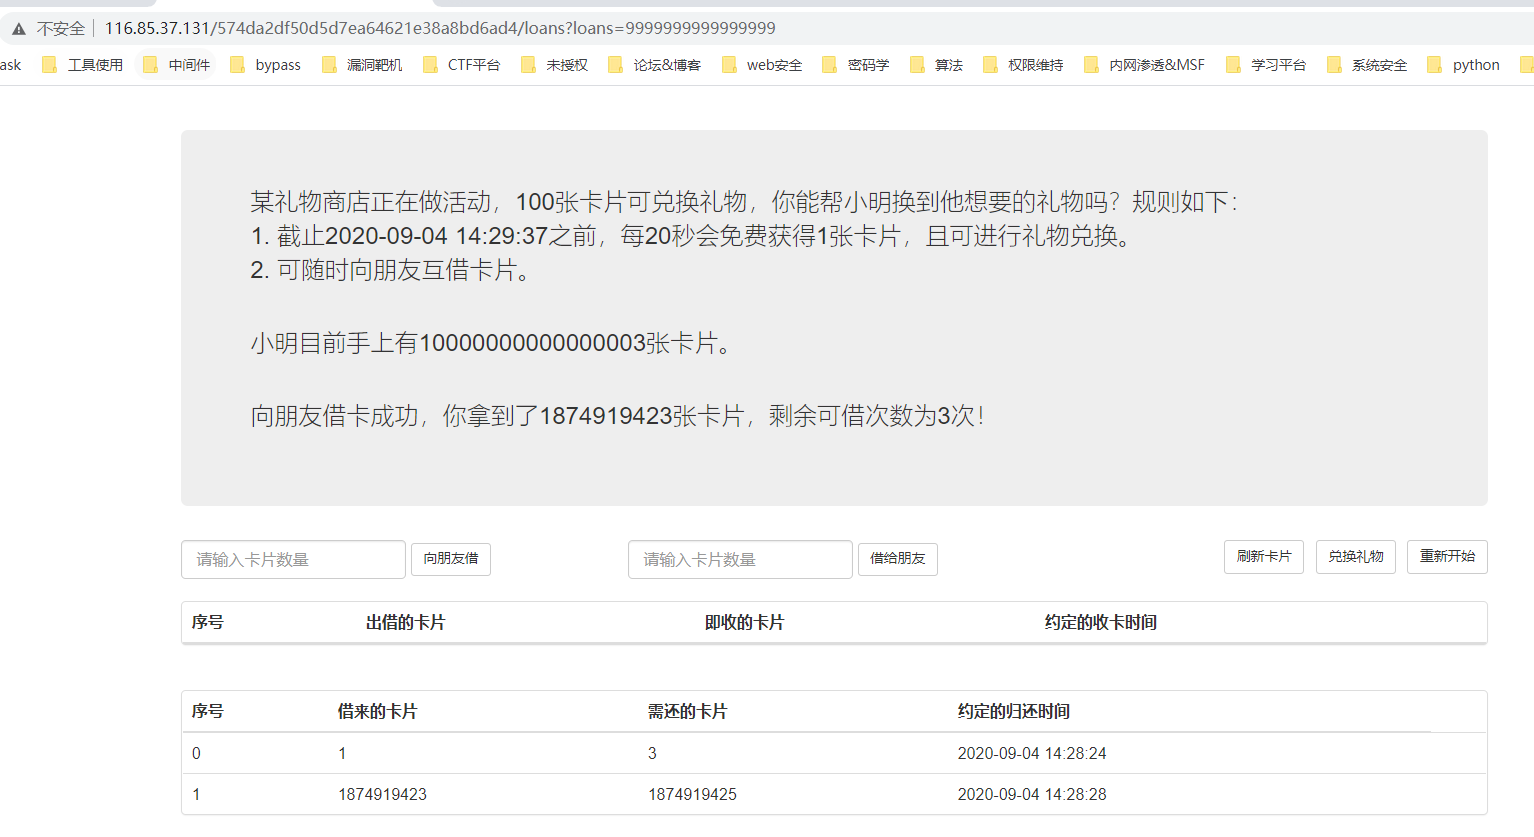 不安全 116.85.37.131/574da2df50d5d7ea64621e38a8bd6ad4/loans?loans=9999999999999999
ask 工具使用 中间件 bypass 漏洞靶机 CTF平台 未授权 论坛&博客 web安全 密码学 算法 权限维持 内网渗透&MSF 学习平台 系统安全 python
某礼物商店正在做活动，100张卡片可兑换礼物，你能帮小明换到他想要的礼物吗？规则如下：
1. 截止2020-09-04 14:29:37之前，每20秒会免费获得1张卡片，且可进行礼物兑换。
2. 可随时向朋友互借卡片。
小明目前手上有10000000000000003张卡片。
向朋友借卡成功，你拿到了1874919423张卡片，剩余可借次数为3次！
请输入卡片数量 向朋友借 请输入卡片数量 借给朋友 刷新卡片 兑换礼物 重新开始
序号 出借的卡片 即收的卡片 约定的收卡时间
序号 借来的卡片 需还的卡片 约定的归还时间
0 1 3 2020-09-04 14:28:24
1 1874919423 1874919425 2020-09-04 14:28:28